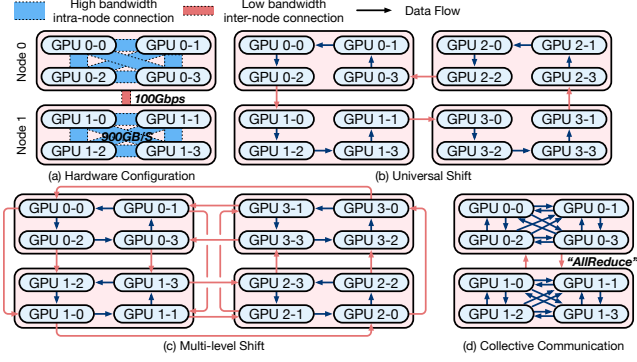 High bandwidth intra-node connection
Low bandwidth inter-node connection
Data Flow
Node 0
GPU 0-0
GPU 0-1
GPU 0-2
GPU 0-3
100Gbps
Node 1
GPU 1-0
GPU 1-1
900GB/S
GPU 1-2
GPU 1-3
(a) Hardware Configuration
GPU 0-0
GPU 0-1
GPU 2-0
GPU 2-1
GPU 0-2
GPU 0-3
GPU 2-2
GPU 2-3
GPU 1-0
GPU 1-1
GPU 3-0
GPU 3-1
GPU 1-2
GPU 1-3
GPU 3-2
GPU 3-3
(b) Universal Shift
GPU 0-0
GPU 0-1
GPU 3-1
GPU 3-0
GPU 0-2
GPU 0-3
GPU 3-3
GPU 3-2
GPU 1-2
GPU 1-3
GPU 2-3
GPU 2-2
GPU 1-0
GPU 1-1
GPU 2-1
GPU 2-0
(c) Multi-level Shift
GPU 0-0
GPU 0-1
GPU 0-2
GPU 0-3
"AllReduce"
GPU 1-0
GPU 1-1
GPU 1-2
GPU 1-3
(d) Collective Communication